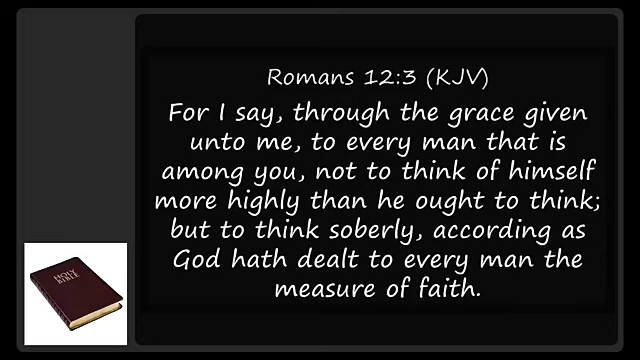 Romans 12:3 (KJV)
For I say, through the grace given
unto me, to every man that is
among you, not to think of himself
more highly than he ought to think;
but to think soberly, according as
God hath dealt to every man the
measure of faith.
HOLY
BIBLE